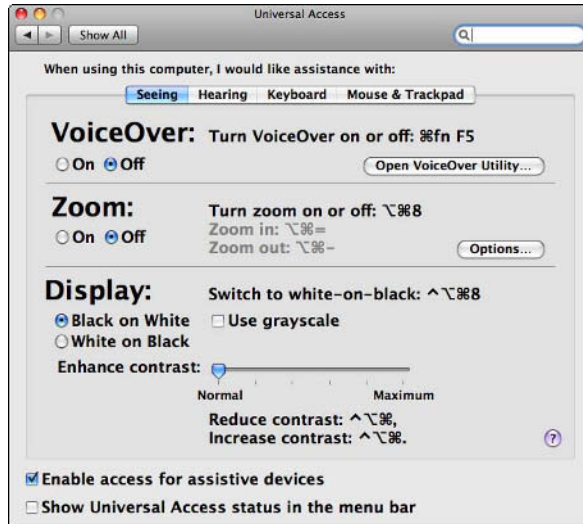 Universal Access
Show All
When using this computer, I would like assistance with:
Seeing Hearing Keyboard Mouse & Trackpad
VoiceOver: Turn VoiceOver on or off: ⌘fn F5
On Off Open VoiceOver Utility...
Zoom: Turn zoom on or off: ⌥⌘8
On Off Zoom in: ⌥⌘=
Zoom out: ⌥⌘- Options...
Display: Switch to white-on-black: ^⌥⌘8
Black on White Use grayscale
White on Black
Enhance contrast:
Normal Maximum
Reduce contrast: ^⌥⌘,
Increase contrast: ^⌥⌘. ?
Enable access for assistive devices
Show Universal Access status in the menu bar